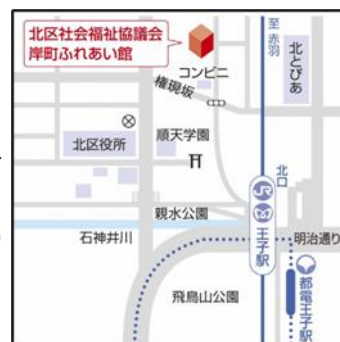 北区社会福祉協議会
岸町ふれあい館
至 赤羽
北とぴあ
コンビニ
権現坂
北区役所
順天学園
北口
JR
王子駅
親水公園
石神井川
明治通り
飛鳥山公園
都電王子駅